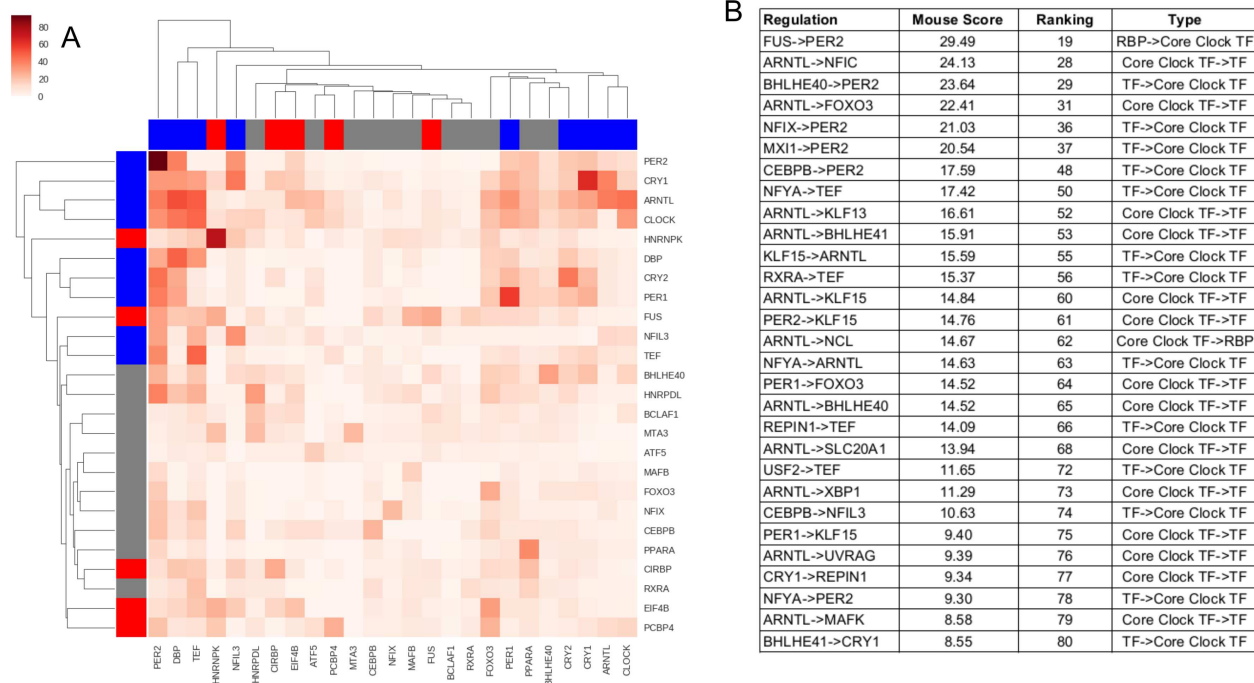 A
80
60
40
20
0
PER2
CRY1
ARNTL
CLOCK
HNRNPK
DBP
CRY2
PER1
FUS
NFIL3
TEF
BHLHE40
HNRPDL
BCLAF1
MTA3
ATF5
MAFB
FOXO3
NFIX
CEBPB
PPARA
CIRBP
RXRA
EIF4B
PCBP4
PER2 DBP TEF HNRNPK NFIL3 HNRPDL CIRBP EIF4B ATF5 PCBP4 MTA3 CEBPB NFIX MAFB FUS BCLAF1 RXRA FOXO3 PER1 PPARA BHLHE40 CRY2 CRY1 ARNTL CLOCK
B
Regulation Mouse Score Ranking Type
FUS->PER2 29.49 19 RBP->Core Clock TF
ARNTL->NFIC 24.13 28 Core Clock TF->TF
BHLHE40->PER2 23.64 29 TF->Core Clock TF
ARNTL->FOXO3 22.41 31 Core Clock TF->TF
NFIX->PER2 21.03 36 TF->Core Clock TF
MXI1->PER2 20.54 37 TF->Core Clock TF
CEBPB->PER2 17.59 48 TF->Core Clock TF
NFYA->TEF 17.42 50 TF->Core Clock TF
ARNTL->KLF13 16.61 52 Core Clock TF->TF
ARNTL->BHLHE41 15.91 53 Core Clock TF->TF
KLF15->ARNTL 15.59 55 TF->Core Clock TF
RXRA->TEF 15.37 56 TF->Core Clock TF
ARNTL->KLF15 14.84 60 Core Clock TF->TF
PER2->KLF15 14.76 61 Core Clock TF->TF
ARNTL->NCL 14.67 62 Core Clock TF->RBP
NFYA->ARNTL 14.63 63 TF->Core Clock TF
PER1->FOXO3 14.52 64 Core Clock TF->TF
ARNTL->BHLHE40 14.52 65 Core Clock TF->TF
REPIN1->TEF 14.09 66 TF->Core Clock TF
ARNTL->SLC20A1 13.94 68 Core Clock TF->TF
USF2->TEF 11.65 72 TF->Core Clock TF
ARNTL->XBP1 11.29 73 Core Clock TF->TF
CEBPB->NFIL3 10.63 74 TF->Core Clock TF
PER1->KLF15 9.40 75 Core Clock TF->TF
ARNTL->UVRAG 9.39 76 Core Clock TF->TF
CRY1->REPIN1 9.34 77 Core Clock TF->TF
NFYA->PER2 9.30 78 TF->Core Clock TF
ARNTL->MAFK 8.58 79 Core Clock TF->TF
BHLHE41->CRY1 8.55 80 TF->Core Clock TF